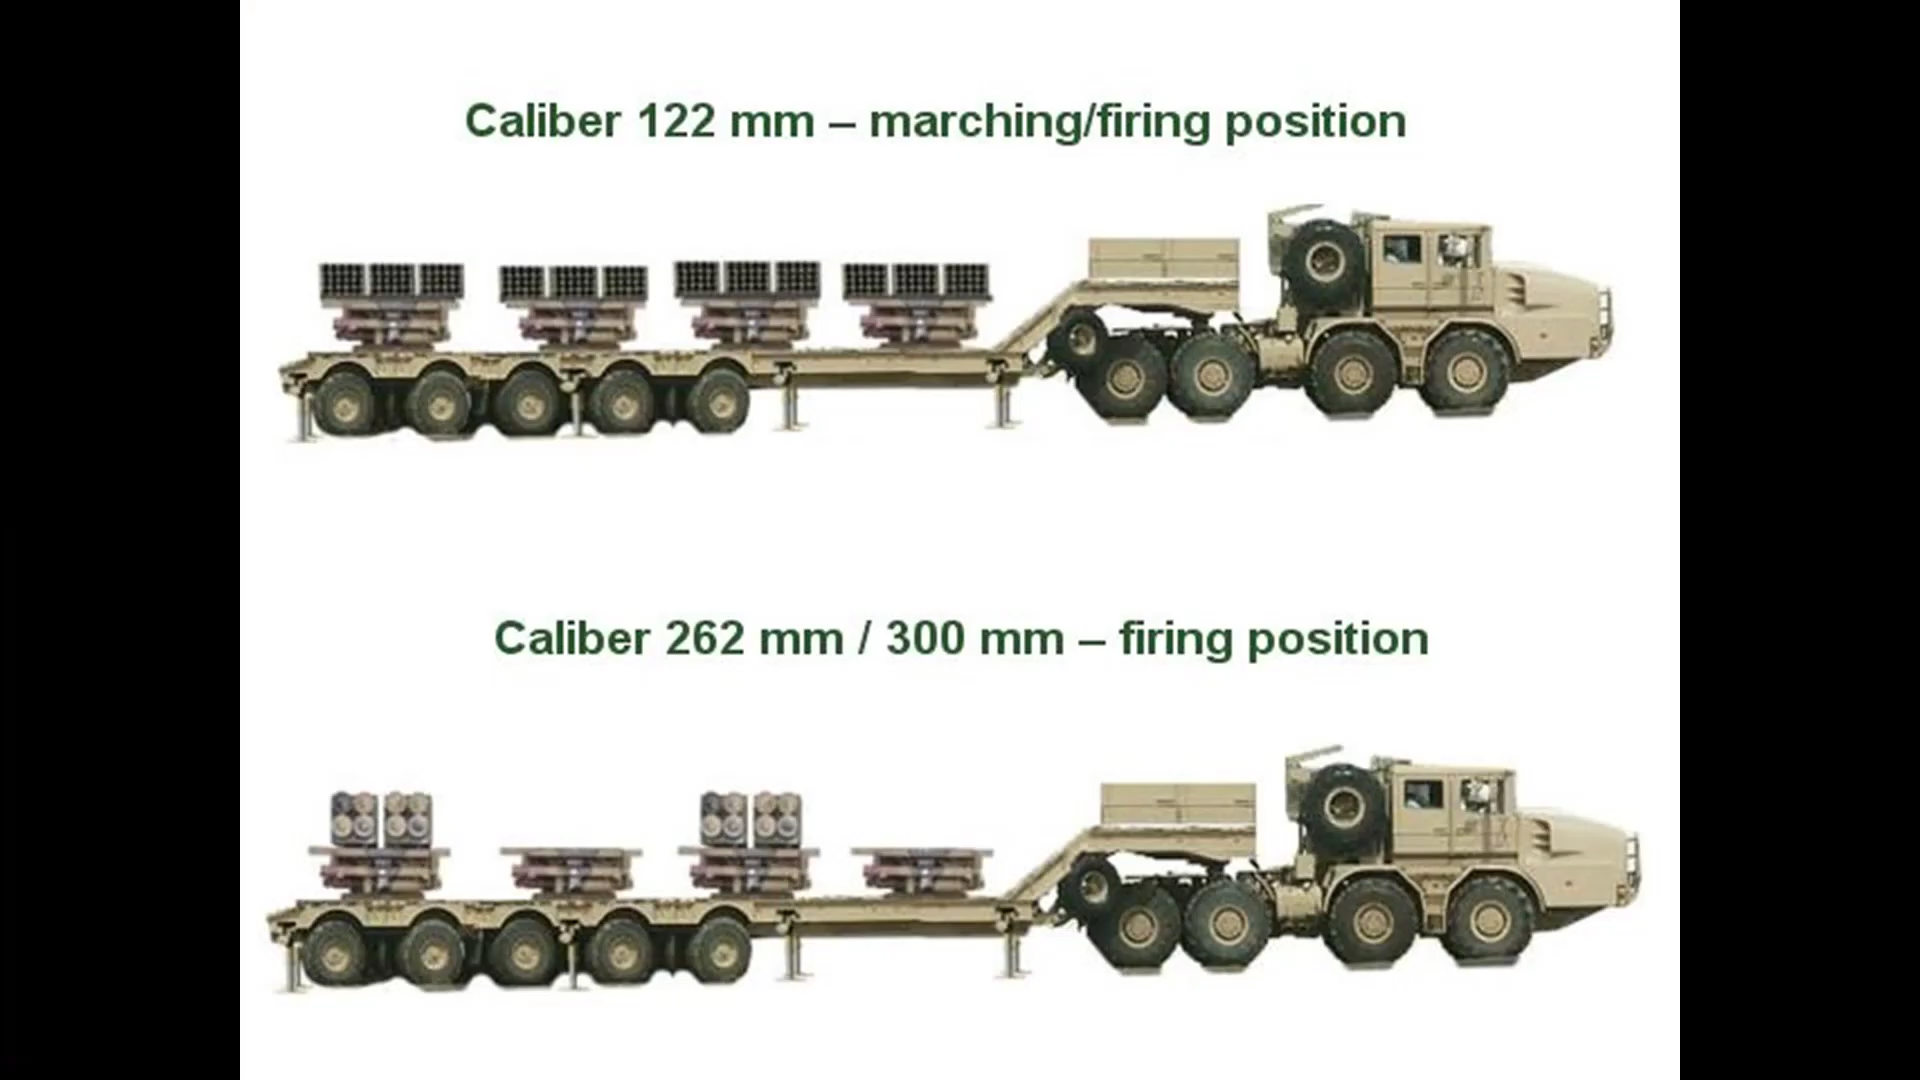 Caliber 122 mm – marching/firing position
Caliber 262 mm / 300 mm – firing position